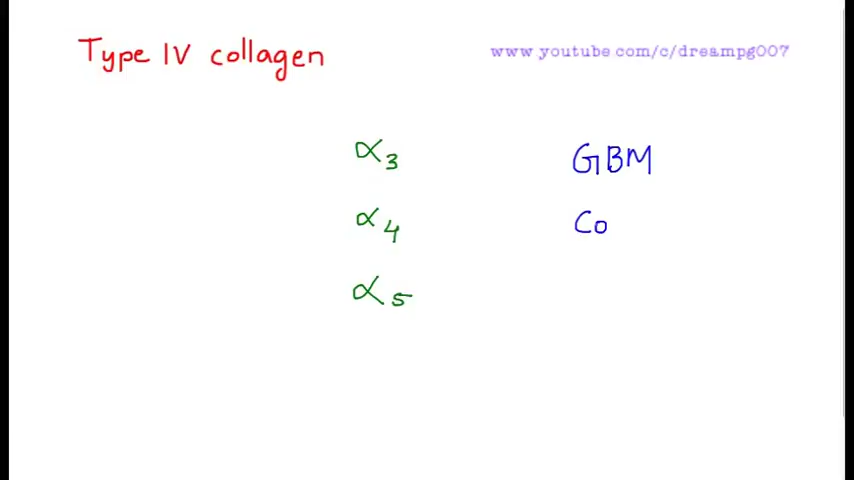 Type IV collagen
www.youtube.com/c/dreampg007
α3 GBM
α4 Co
α5